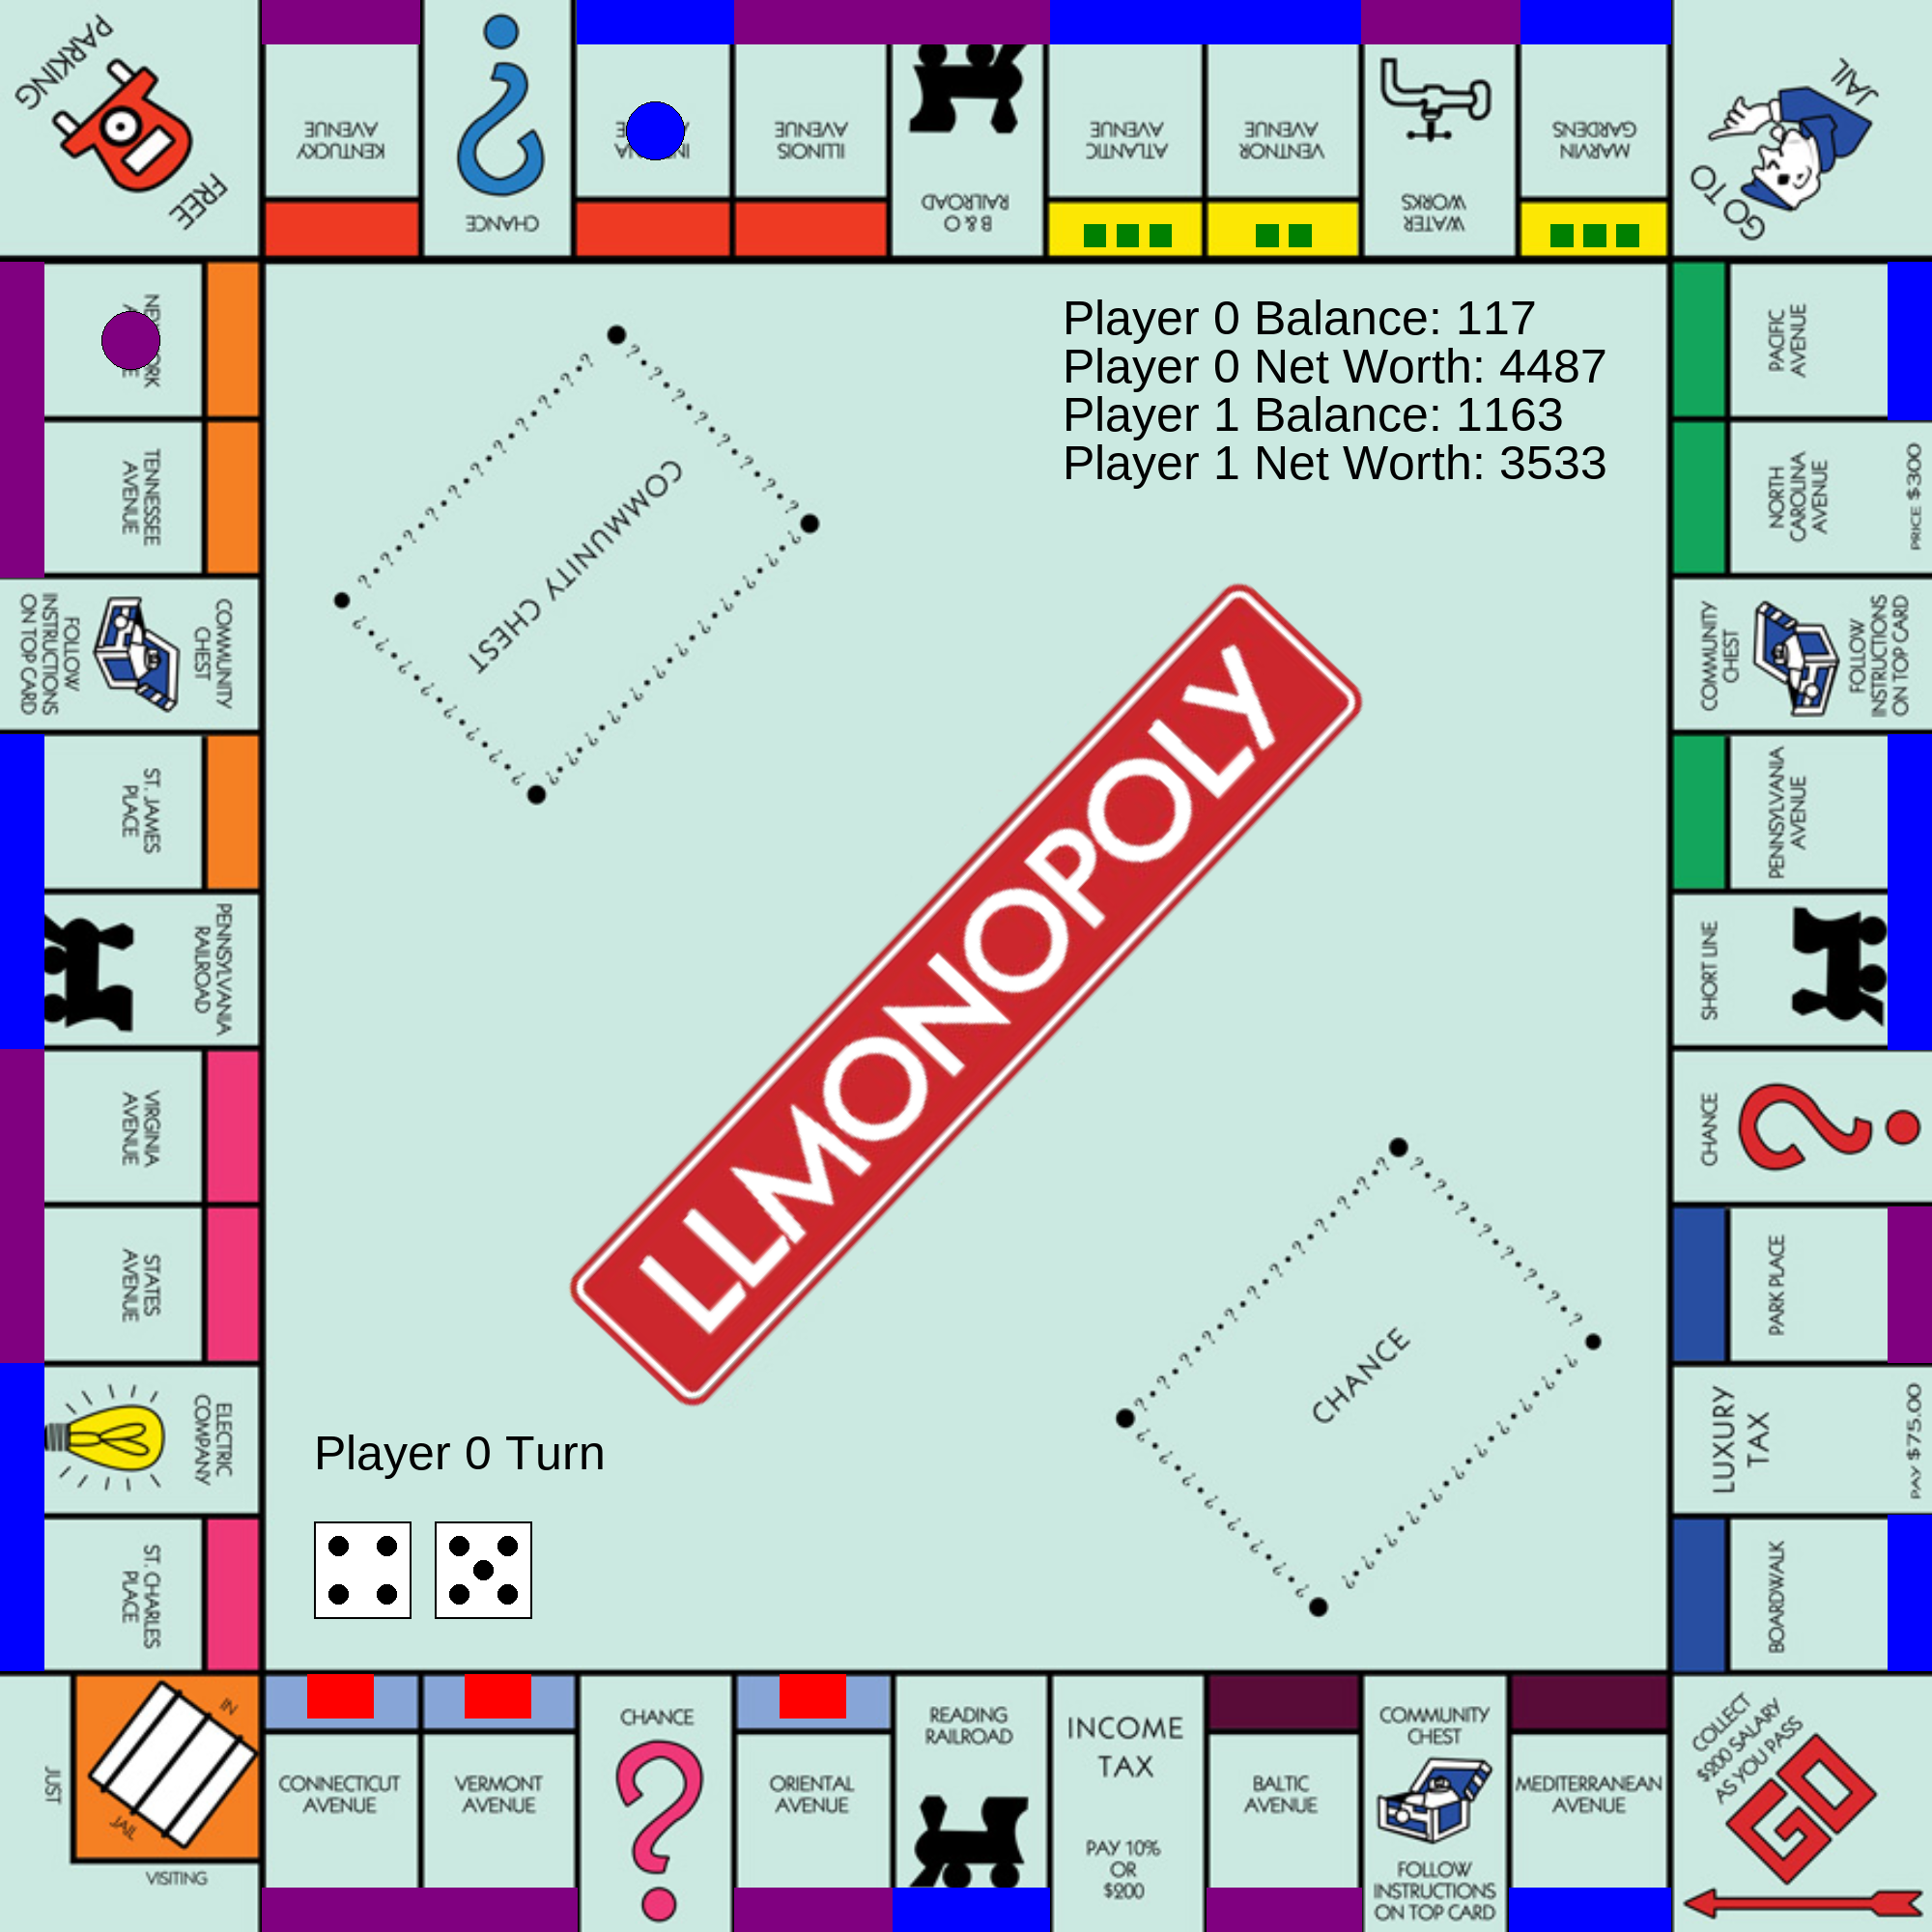 FREE
PARKING
KENTUCKY
AVENUE
CHANCE
ILLINOIS
AVENUE
B & O
RAILROAD
ATLANTIC
AVENUE
VENTNOR
AVENUE
WATER
WORKS
MARVIN
GARDENS
GO TO
JAIL
Player 0 Balance: 117
Player 0 Net Worth: 4487
Player 1 Balance: 1163
Player 1 Net Worth: 3533
TENNESSEE
AVENUE
COMMUNITY
CHEST
FOLLOW
INSTRUCTIONS
ON TOP CARD
ST. JAMES
PLACE
PENNSYLVANIA
RAILROAD
VIRGINIA
AVENUE
STATES
AVENUE
ELECTRIC
COMPANY
ST. CHARLES
PLACE
COMMUNITY CHEST
LLMONOPOLY
CHANCE
PACIFIC
AVENUE
NORTH
CAROLINA
AVENUE
PRICE $300
COMMUNITY
CHEST
FOLLOW
INSTRUCTIONS
ON TOP CARD
PENNSYLVANIA
AVENUE
SHORT LINE
CHANCE
PARK PLACE
LUXURY
TAX
PAY $75.00
BOARDWALK
Player 0 Turn
IN
JAIL
JUST
VISITING
CONNECTICUT
AVENUE
VERMONT
AVENUE
CHANCE
ORIENTAL
AVENUE
READING
RAILROAD
INCOME
TAX
PAY 10%
OR
$200
BALTIC
AVENUE
COMMUNITY
CHEST
FOLLOW
INSTRUCTIONS
ON TOP CARD
MEDITERRANEAN
AVENUE
COLLECT
$200 SALARY
AS YOU PASS
GO